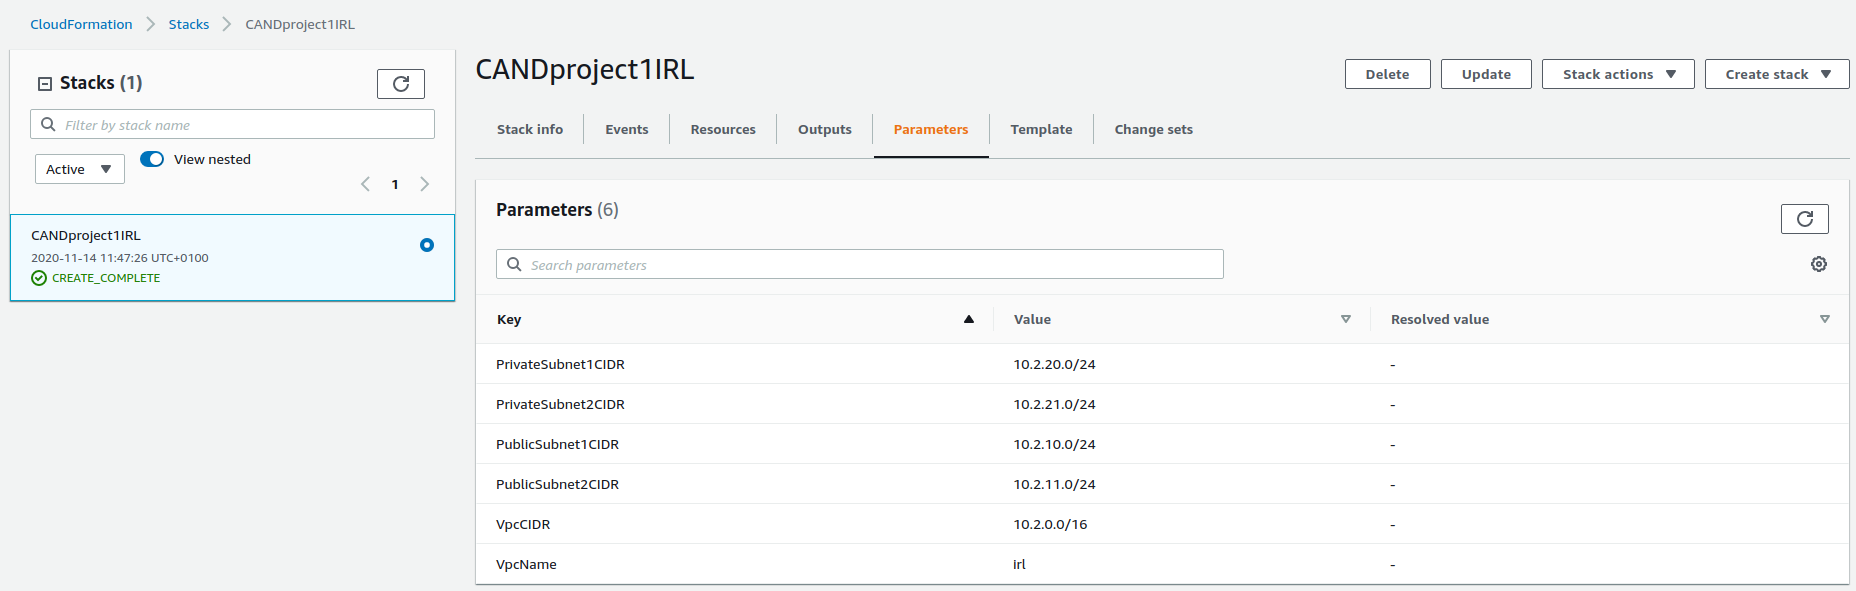 CloudFormation > Stacks > CANDproject1IRL
Stacks (1)
Filter by stack name
Active
View nested
1
CANDproject1IRL
2020-11-14 11:47:26 UTC+0100
CREATE_COMPLETE
CANDproject1IRL
Delete Update Stack actions Create stack
Stack info Events Resources Outputs Parameters Template Change sets
Parameters (6)
Search parameters
Key Value Resolved value
PrivateSubnet1CIDR 10.2.20.0/24 -
PrivateSubnet2CIDR 10.2.21.0/24 -
PublicSubnet1CIDR 10.2.10.0/24 -
PublicSubnet2CIDR 10.2.11.0/24 -
VpcCIDR 10.2.0.0/16 -
VpcName irl -